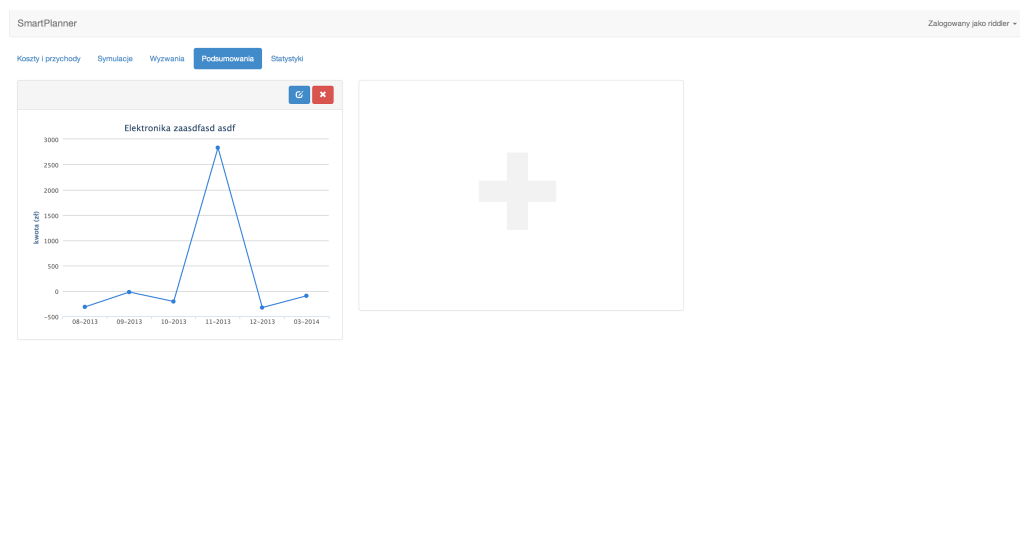 SmartPlanner
Zalogowany jako riddler
Koszty i przychody Symulacje Wyzwania Podsumowania Statystyki
Elektronika zaasdfasd asdf
3000
2500
2000
1500
1000
500
0
-500
kwota (zł)
08-2013 09-2013 10-2013 11-2013 12-2013 03-2014